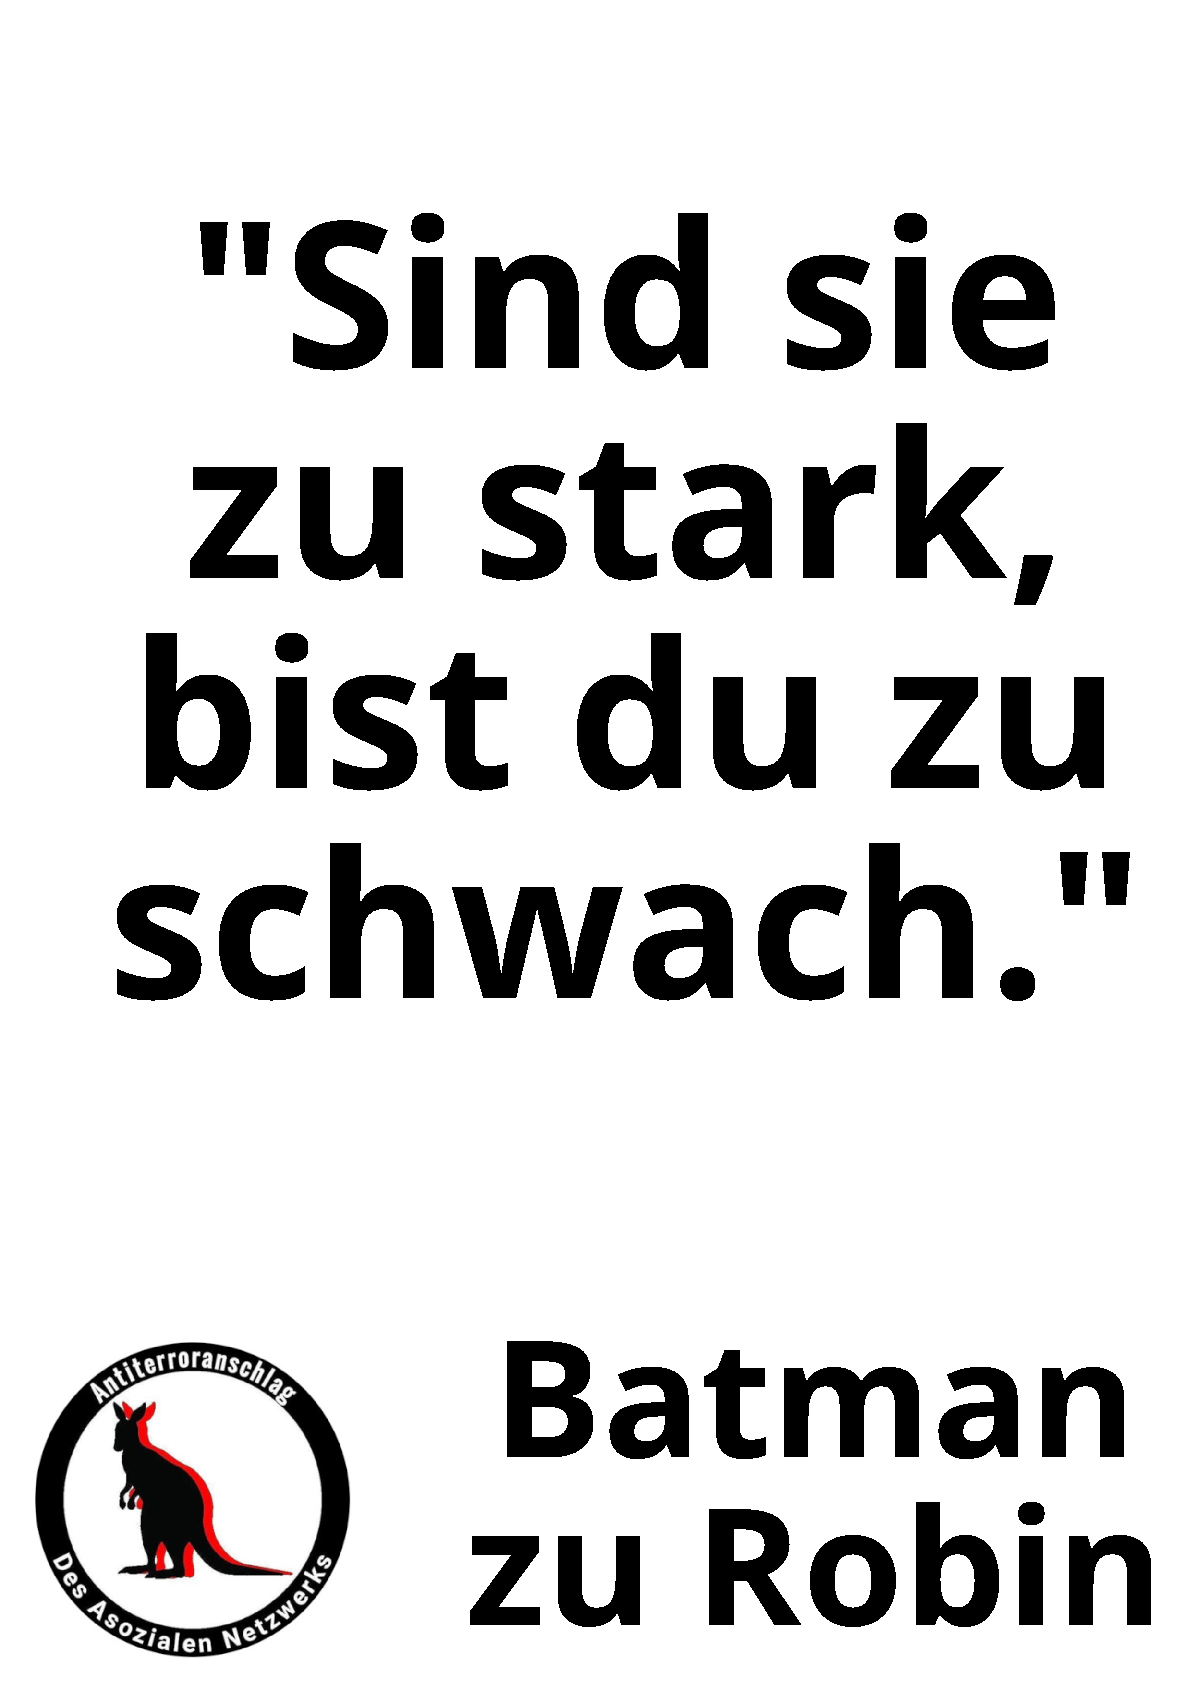 "Sind sie
zu stark,
bist du zu
schwach."
Batman
zu Robin
Antiterroranschlag
Des Asozialen Netzwerks